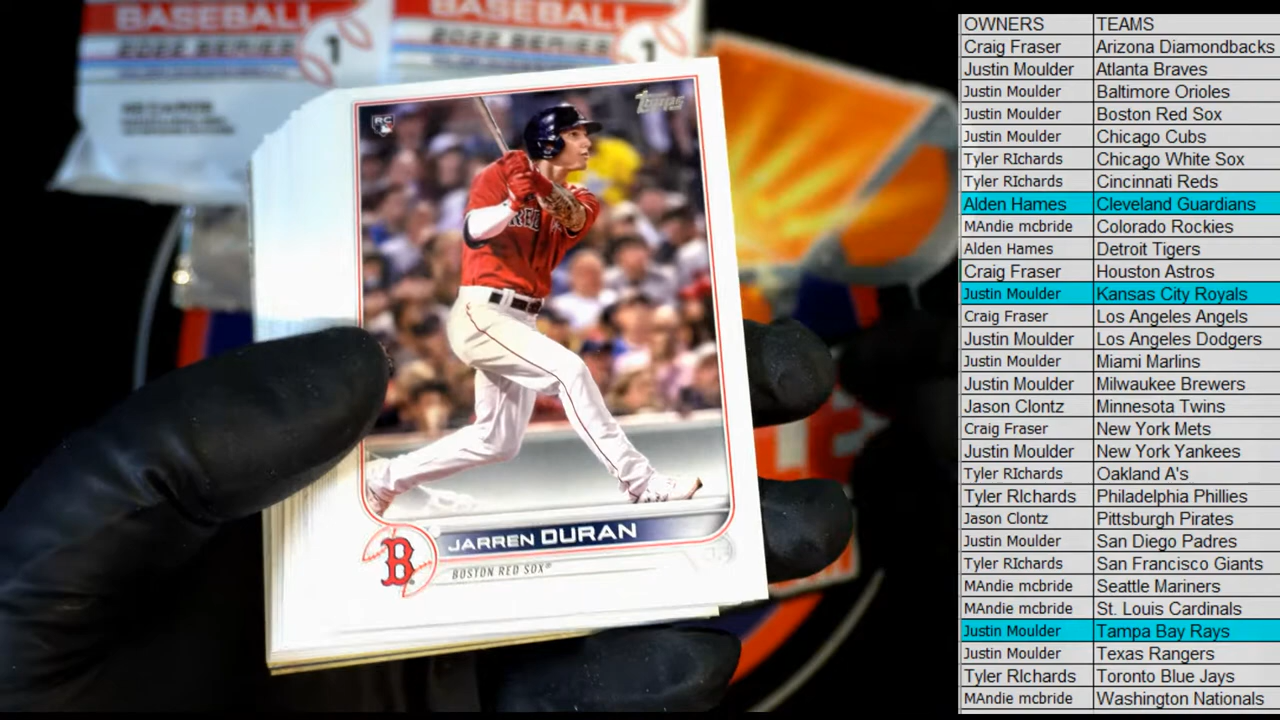 BASEBALL
2022 SERIES 1
BASEBALL
2022 SERIES 1
RC
Topps
RED
B
JARREN DURAN
BOSTON RED SOX®
OWNERS TEAMS
Craig Fraser Arizona Diamondbacks
Justin Moulder Atlanta Braves
Justin Moulder Baltimore Orioles
Justin Moulder Boston Red Sox
Justin Moulder Chicago Cubs
Tyler RIchards Chicago White Sox
Tyler RIchards Cincinnati Reds
Alden Hames Cleveland Guardians
MAndie mcbride Colorado Rockies
Alden Hames Detroit Tigers
Craig Fraser Houston Astros
Justin Moulder Kansas City Royals
Craig Fraser Los Angeles Angels
Justin Moulder Los Angeles Dodgers
Justin Moulder Miami Marlins
Justin Moulder Milwaukee Brewers
Jason Clontz Minnesota Twins
Craig Fraser New York Mets
Justin Moulder New York Yankees
Tyler RIchards Oakland A's
Tyler RIchards Philadelphia Phillies
Jason Clontz Pittsburgh Pirates
Justin Moulder San Diego Padres
Tyler RIchards San Francisco Giants
MAndie mcbride Seattle Mariners
MAndie mcbride St. Louis Cardinals
Justin Moulder Tampa Bay Rays
Justin Moulder Texas Rangers
Tyler RIchards Toronto Blue Jays
MAndie mcbride Washington Nationals